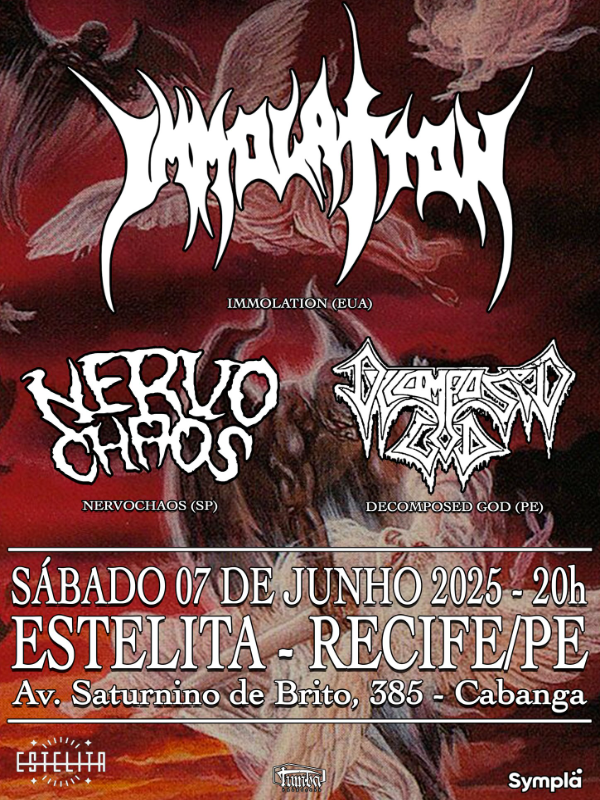 IMMOLATION
IMMOLATION (EUA)
NERVO
CHAOS
NERVOCHAOS (SP)
DECOMPOSED
GOD
DECOMPOSED GOD (PE)
SÁBADO 07 DE JUNHO 2025 - 20h
ESTELITA - RECIFE/PE
Av. Saturnino de Brito, 385 - Cabanga
ESTELITA
Tumba
Sympla